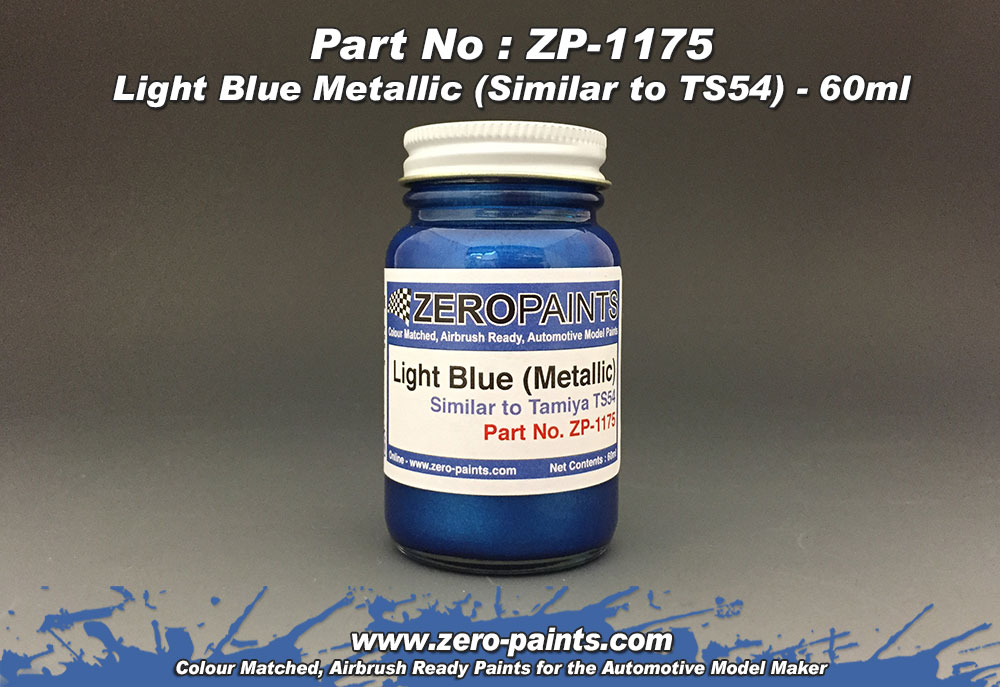 Part No : ZP-1175
Light Blue Metallic (Similar to TS54) - 60ml
ZEROPAINTS
Colour Matched, Airbrush Ready, Automotive Model Paints
Light Blue (Metallic)
Similar to Tamiya TS54
Part No. ZP-1175
Online - www.zero-paints.com Net Contents : 60ml
www.zero-paints.com
Colour Matched, Airbrush Ready Paints for the Automotive Model Maker